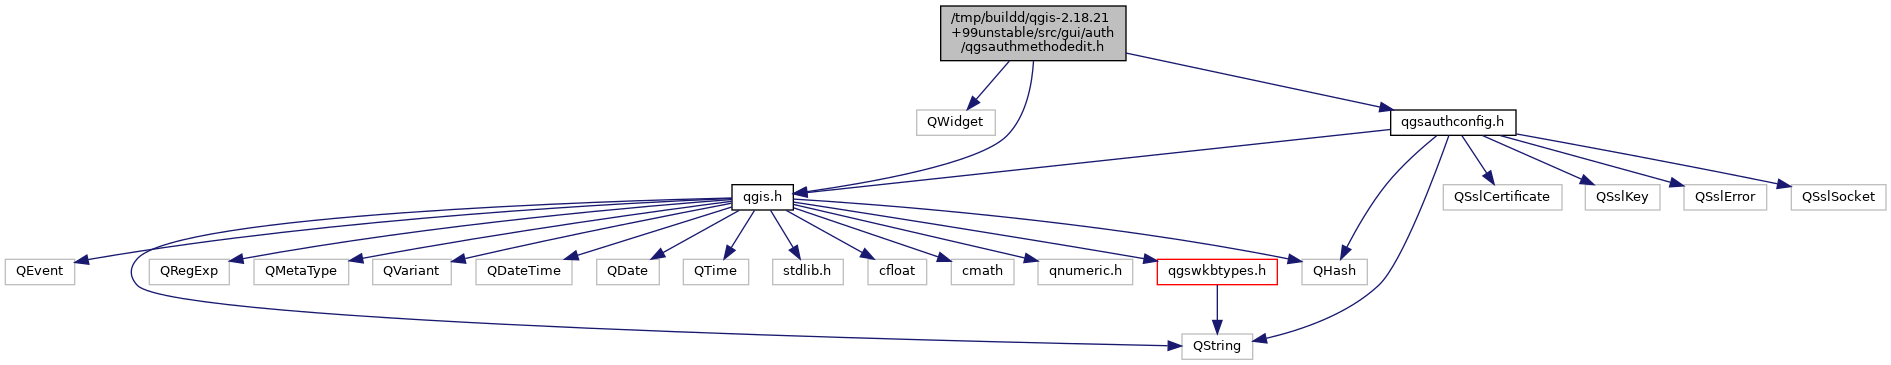 /tmp/buildd/qgis-2.18.21
+99unstable/src/gui/auth
/qgsauthmethodedit.h
QWidget
qgsauthconfig.h
qgis.h
QSslCertificate
QSslKey
QSslError
QSslSocket
QEvent
QRegExp
QMetaType
QVariant
QDateTime
QDate
QTime
stdlib.h
cfloat
cmath
qnumeric.h
qgswkbtypes.h
QHash
QString